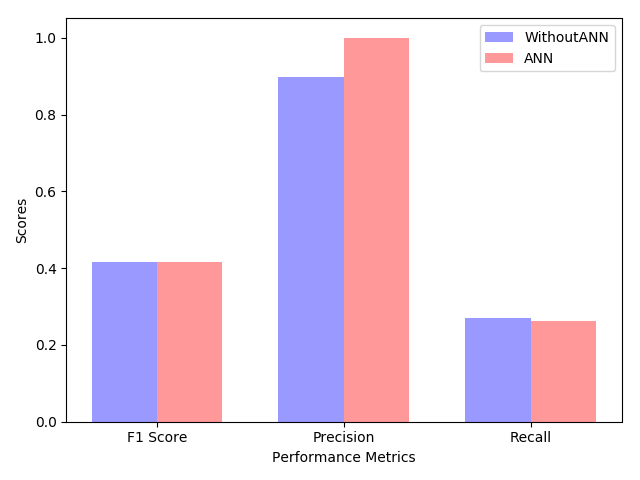 WithoutANN
ANN
1.0
0.8
0.6
0.4
0.2
0.0
Scores
F1 Score
Precision
Recall
Performance Metrics